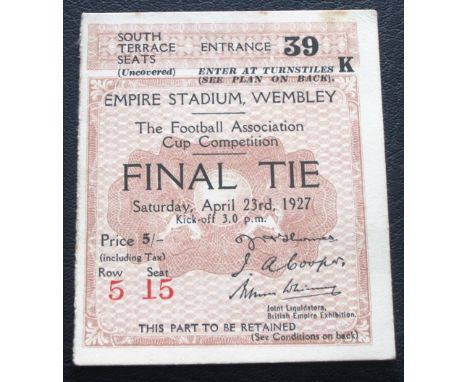 SOUTH
TERRACE
SEATS
(Uncovered)
ENTRANCE 39
ENTER AT TURNSTILES K
(SEE PLAN ON BACK).
EMPIRE STADIUM, WEMBLEY
The Football Association
Cup Competition
FINAL TIE
Saturday, April 23rd, 1927
Kick-off 3.0 p.m.
Price 5/-
(including Tax)
Row Seat
5 15
J. A. Cooper.
Joint Liquidators,
British Empire Exhibition.
THIS PART TO BE RETAINED
(See Conditions on back)